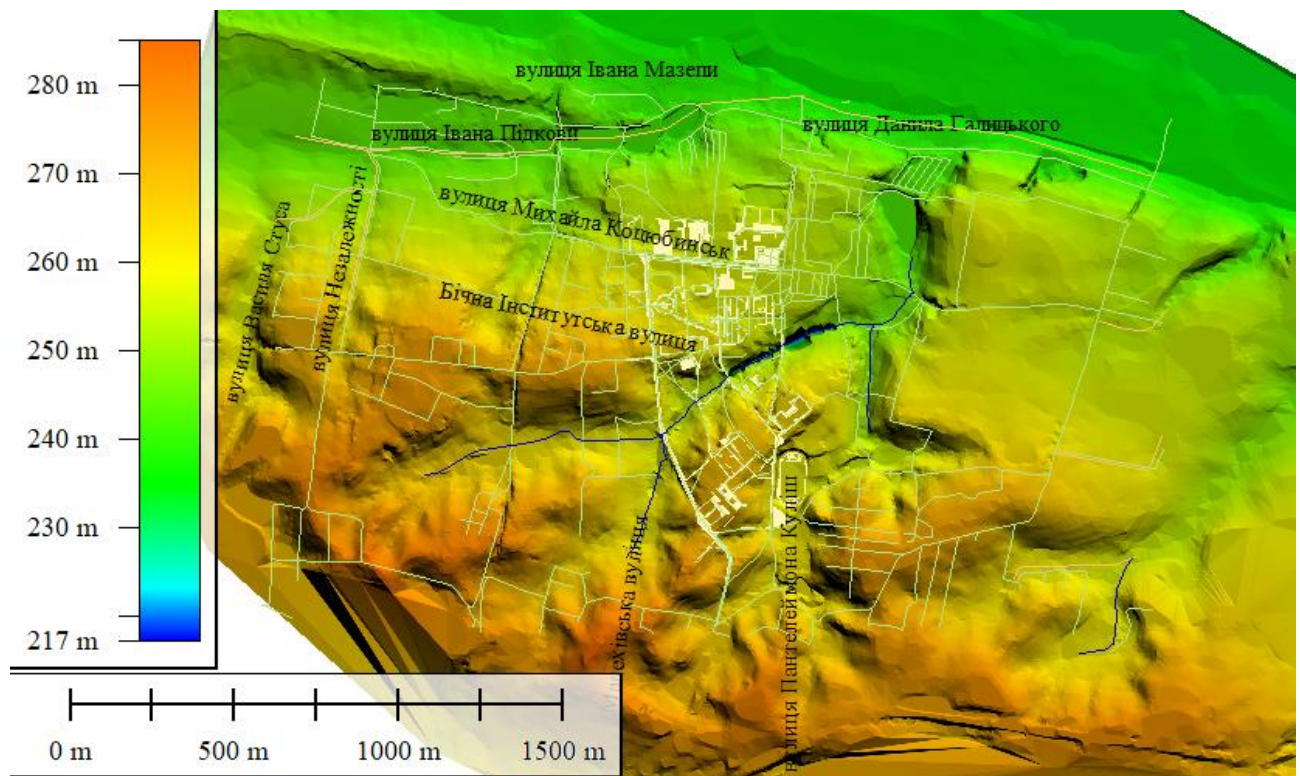 280 m
270 m
260 m
250 m
240 m
230 m
217 m
вулиця Івана Мазепи
вулиця Івана Підкови
вулиця Данила Галицького
вулиця Михайла Коцюбинськ
Бічна Інститутська вулиця
вулиця Василя Стуса
вулиця Незалежності
ехівська вулиця
вулиця Пантелеймона Куліш
0 m
500 m
1000 m
1500 m